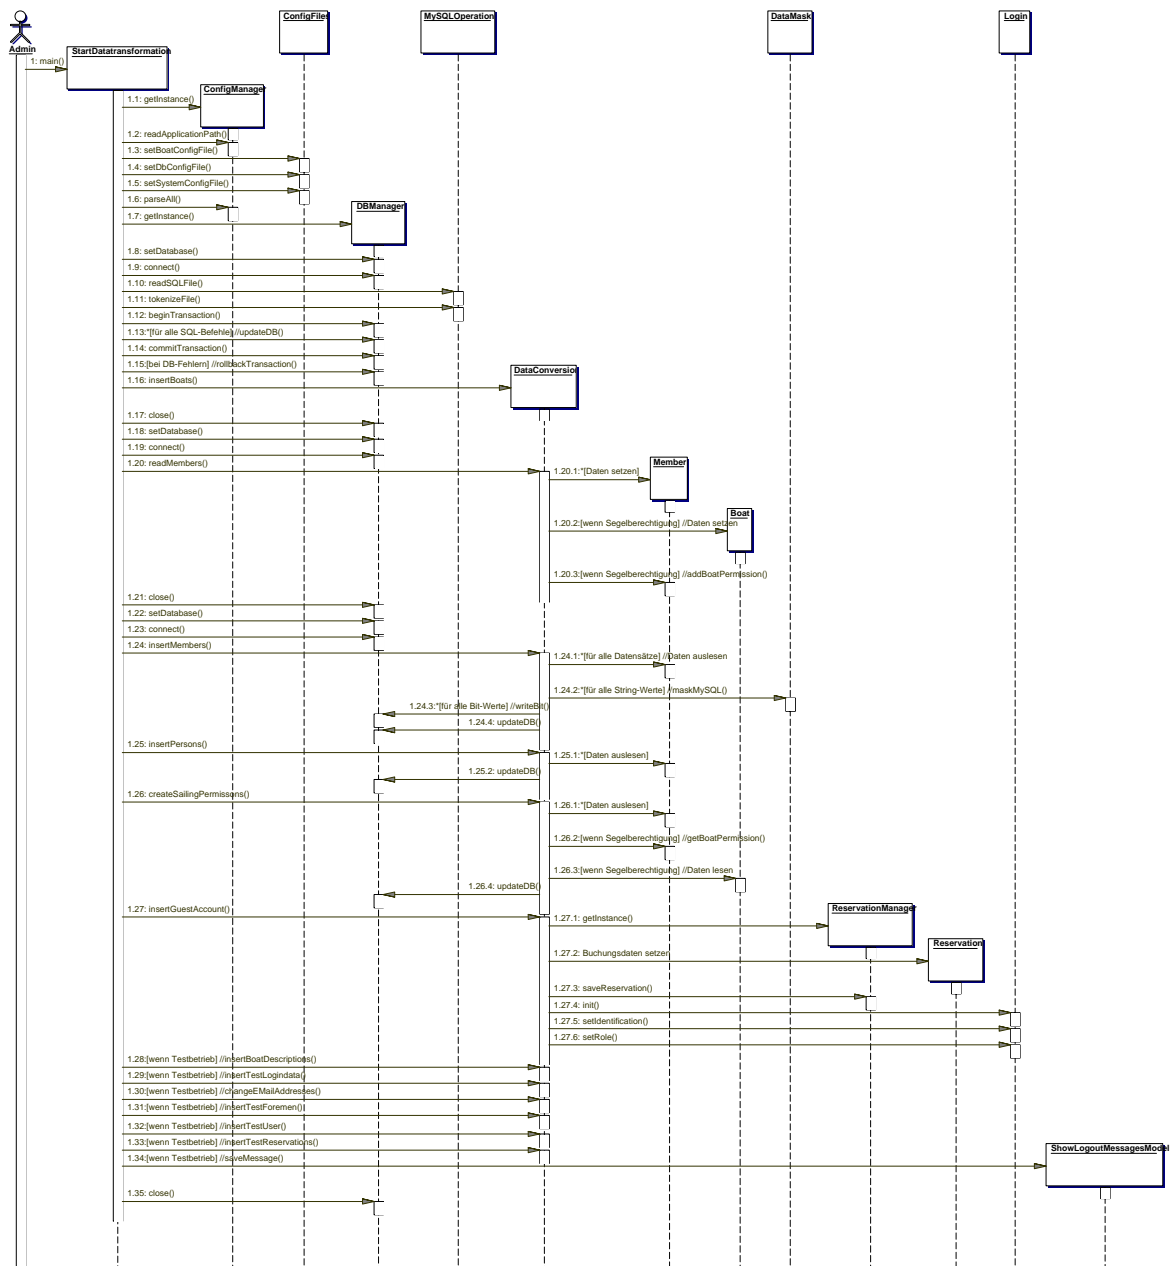 ConfigFiles
MySQLOperation
DataMask
Login
Admin
StartDatatransformation
1: main()
ConfigManager
1.1: getInstance()
1.2: readApplicationPath()
1.3: setBoatConfigFile()
1.4: setDbConfigFile()
1.5: setSystemConfigFile()
1.6: parseAll()
DBManager
1.7: getInstance()
1.8: setDatabase()
1.9: connect()
1.10: readSQLFile()
1.11: tokenizeFile()
1.12: beginTransaction()
1.13:*[für alle SQL-Befehle] //updateDB()
1.14: commitTransaction()
1.15:[bei DB-Fehlern] //rollbackTransaction()
DataConversion
1.16: insertBoats()
1.17: close()
1.18: setDatabase()
1.19: connect()
1.20: readMembers()
Member
1.20.1:*[Daten setzen]
Boat
1.20.2:[wenn Segelberechtigung] //Daten setzen
1.20.3:[wenn Segelberechtigung] //addBoatPermission()
1.21: close()
1.22: setDatabase()
1.23: connect()
1.24: insertMembers()
1.24.1:*[für alle Datensätze] //Daten auslesen
1.24.2:*[für alle String-Werte] //maskMySQL()
1.24.3:*[für alle Bit-Werte] //writeBit()
1.24.4: updateDB()
1.25: insertPersons()
1.25.1:*[Daten auslesen]
1.25.2: updateDB()
1.26: createSailingPermissons()
1.26.1:*[Daten auslesen]
1.26.2:[wenn Segelberechtigung] //getBoatPermission()
1.26.3:[wenn Segelberechtigung] //Daten lesen
1.26.4: updateDB()
1.27: insertGuestAccount()
ReservationManager
1.27.1: getInstance()
Reservation
1.27.2: Buchungsdaten setzen
1.27.3: saveReservation()
1.27.4: init()
1.27.5: setIdentification()
1.27.6: setRole()
1.28:[wenn Testbetrieb] //insertBoatDescriptions()
1.29:[wenn Testbetrieb] //insertTestLogindata()
1.30:[wenn Testbetrieb] //changeEMailAddresses()
1.31:[wenn Testbetrieb] //insertTestForemen()
1.32:[wenn Testbetrieb] //insertTestUser()
1.33:[wenn Testbetrieb] //insertTestReservations()
ShowLogoutMessagesModel
1.34:[wenn Testbetrieb] //saveMessage()
1.35: close()